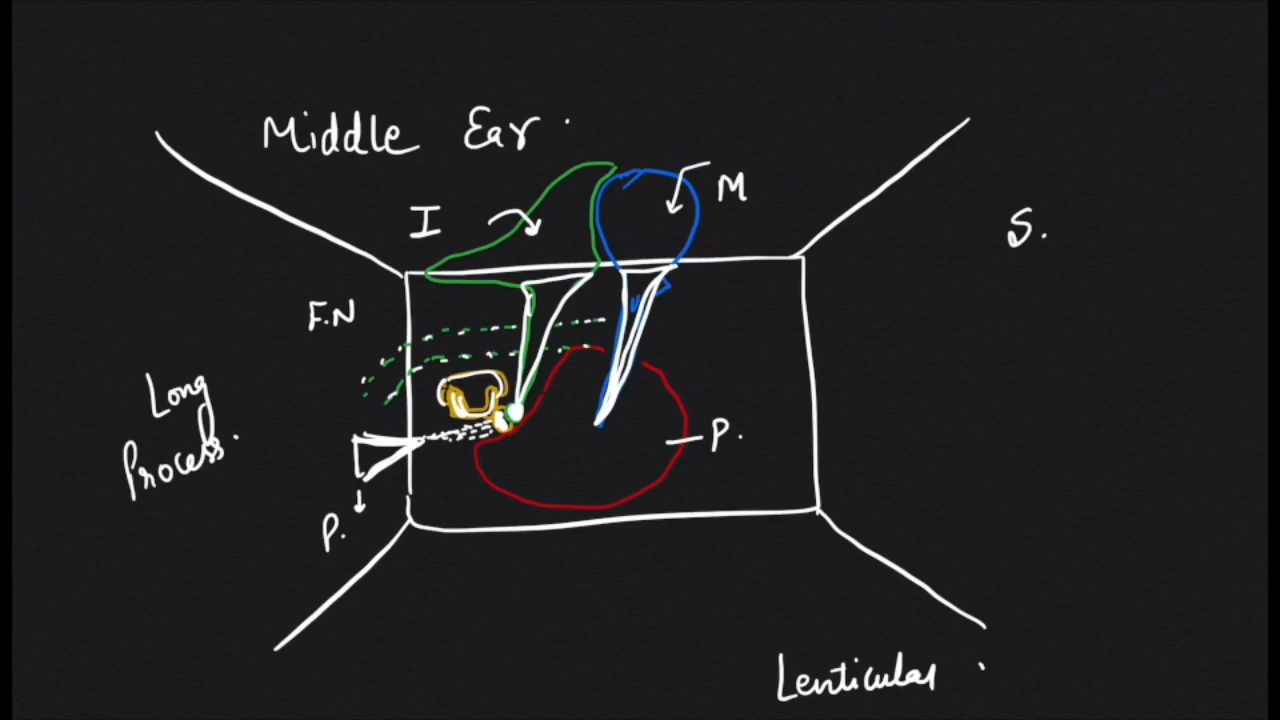 Middle Ear.
M
I
S.
F.N
Long
Process.
P.
P.
Lenticular